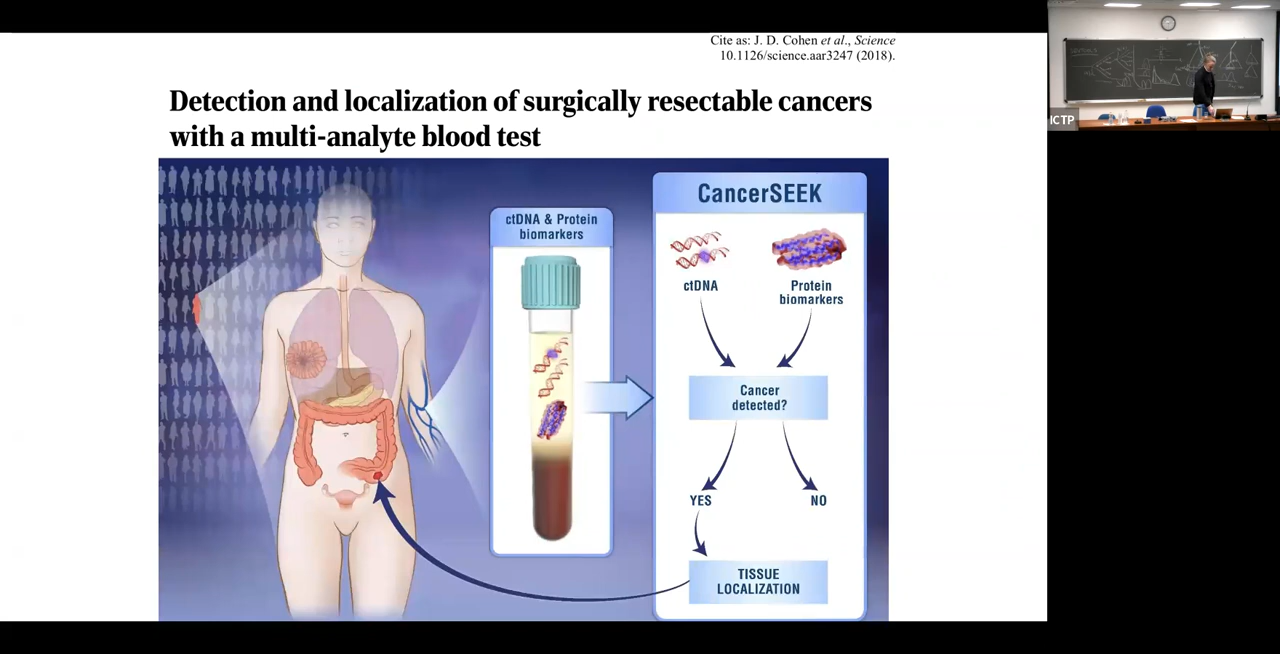 Cite as: J. D. Cohen et al., Science
10.1126/science.aar3247 (2018).
Detection and localization of surgically resectable cancers
with a multi-analyte blood test
ctDNA & Protein
biomarkers
CancerSEEK
ctDNA
Protein
biomarkers
Cancer
detected?
YES
NO
TISSUE
LOCALIZATION
ICTP